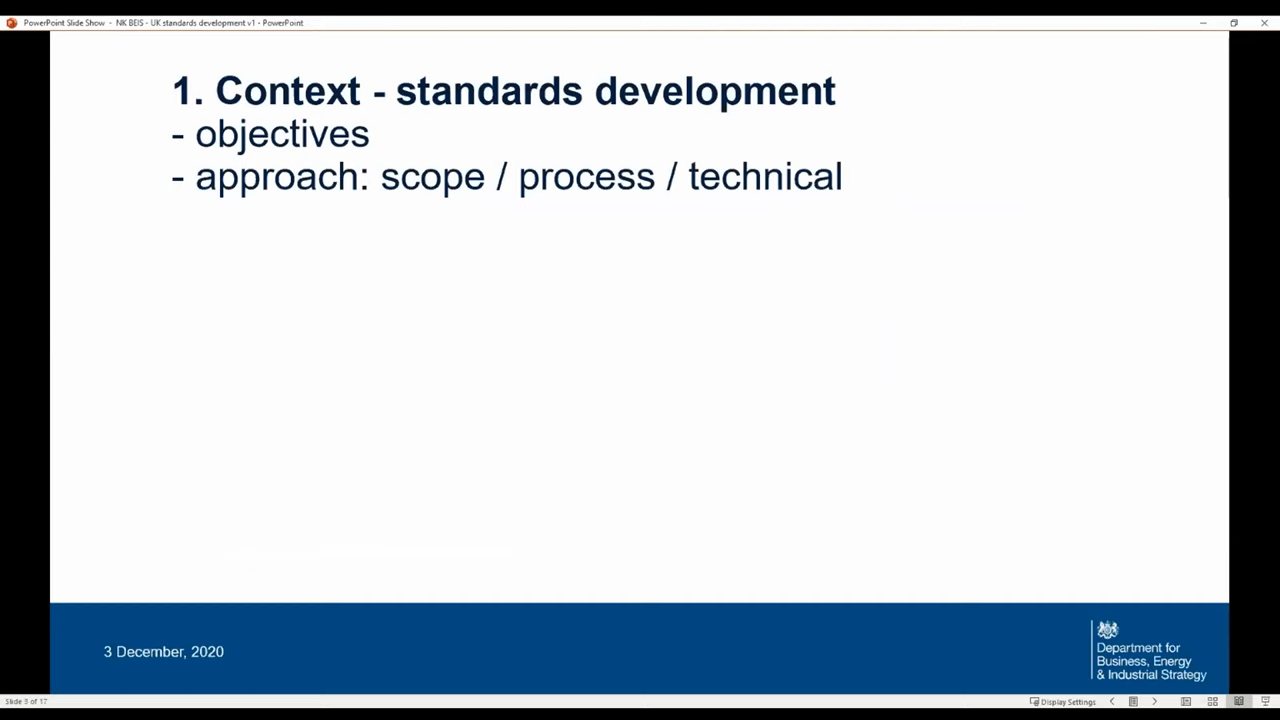 PowerPoint Slide Show - NK BEIS - UK standards development v1 - PowerPoint
1. Context - standards development
- objectives
- approach: scope / process / technical
3 December, 2020
Department for
Business, Energy
& Industrial Strategy
Slide 3 of 17
Display Settings